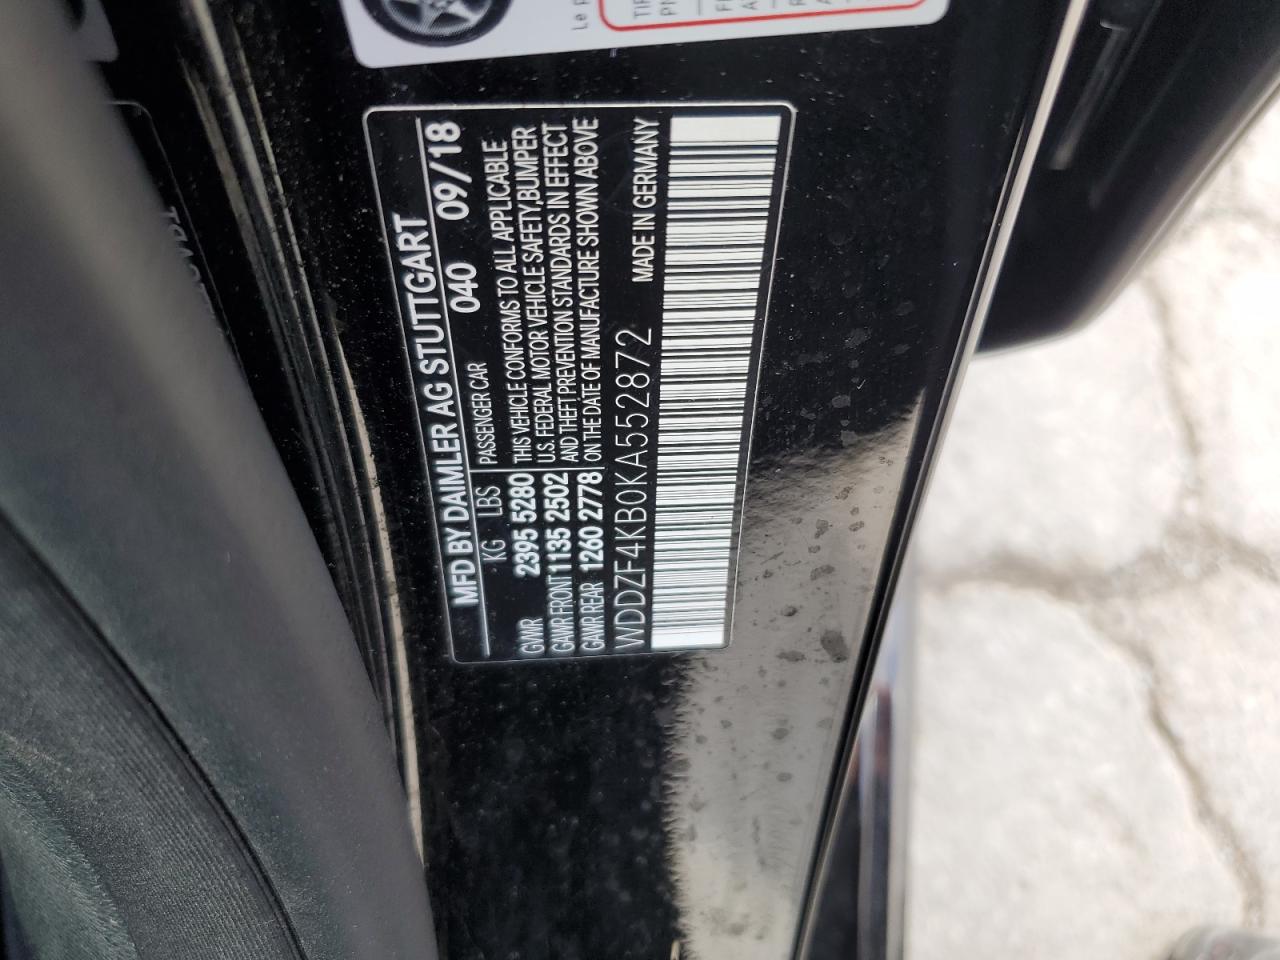 MFD BY DAIMLER AG STUTTGART
040 09/18
KG LBS PASSENGER CAR
GVWR 2395 5280
GAWR FRONT 1135 2502
GAWR REAR 1260 2778
THIS VEHICLE CONFORMS TO ALL APPLICABLE
U.S. FEDERAL MOTOR VEHICLE SAFETY, BUMPER
AND THEFT PREVENTION STANDARDS IN EFFECT
ON THE DATE OF MANUFACTURE SHOWN ABOVE
WDDZF4KB0KA552872 MADE IN GERMANY